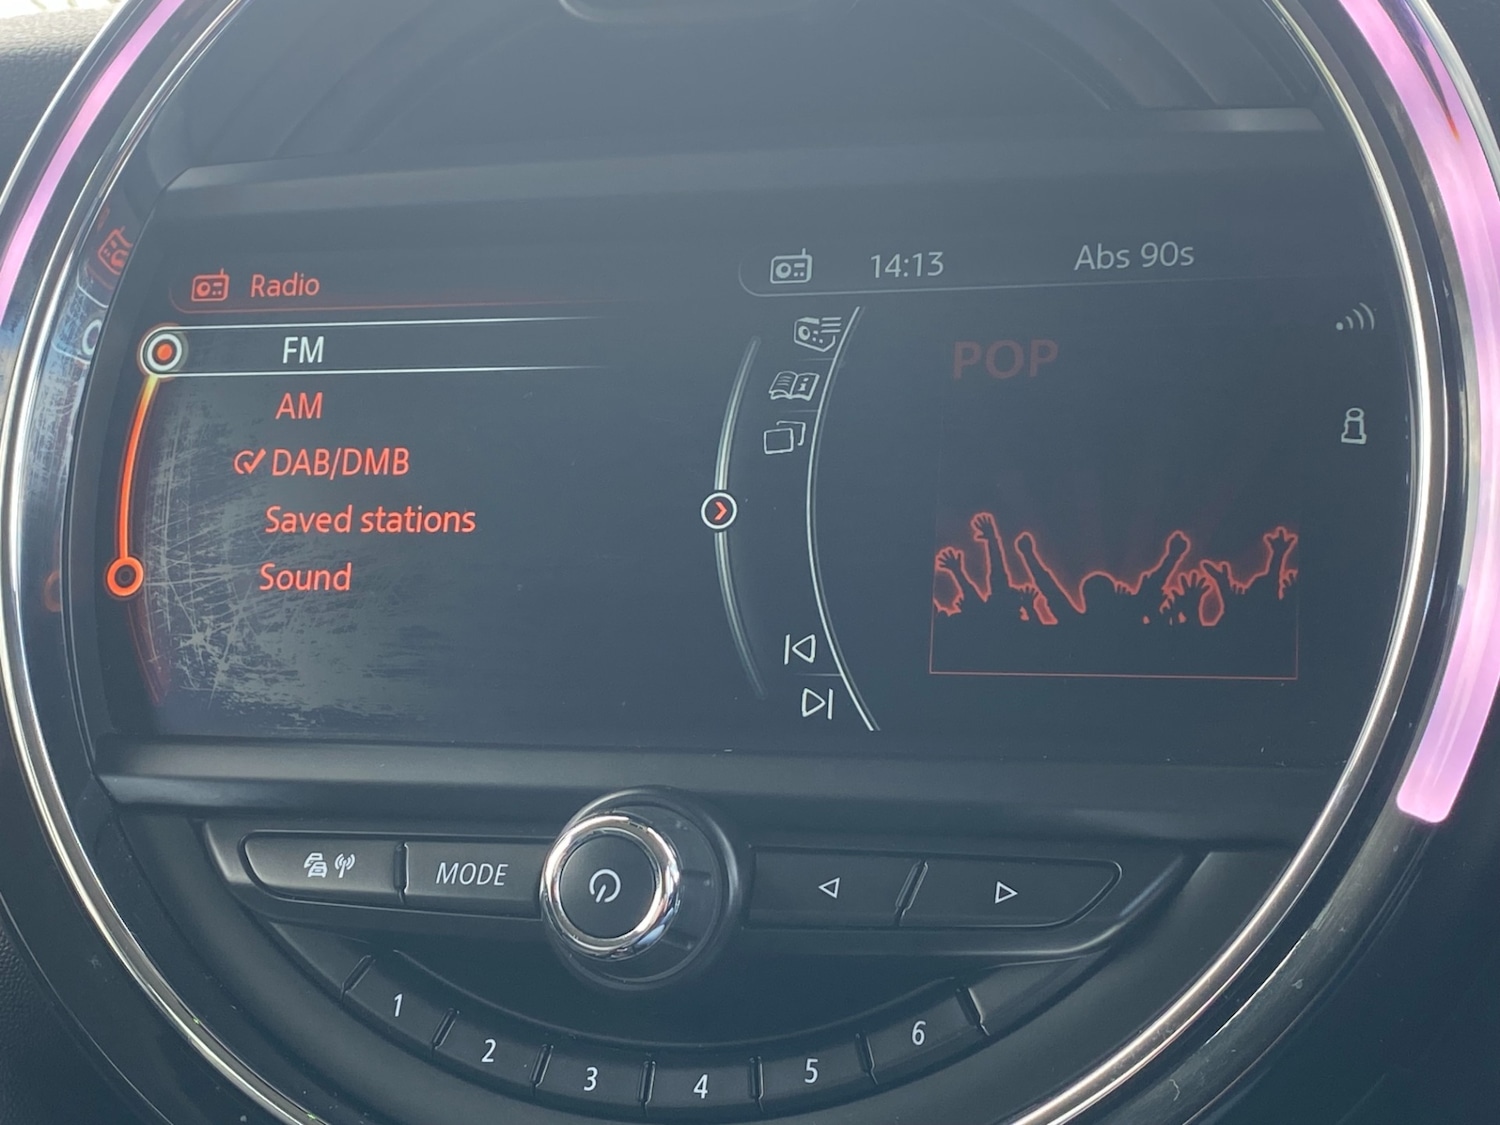 Radio
14:13
Abs 90s
FM
AM
DAB/DMB
Saved stations
Sound
POP
MODE
1
2
3
4
5
6